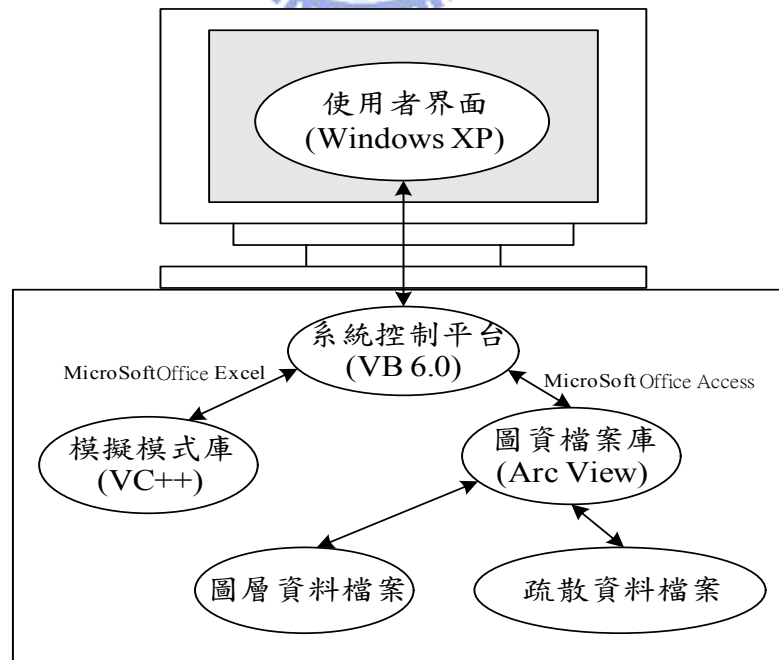 使用者界面
(Windows XP)
系統控制平台
(VB 6.0)
MicroSoftOffice Excel
MicroSoft Office Access
模擬模式庫
(VC++)
圖資檔案庫
(Arc View)
圖層資料檔案
疏散資料檔案